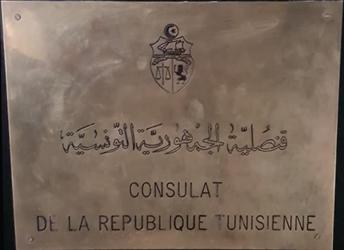 قنصلية الجمهورية التونسية
CONSULAT
DE LA REPUBLIQUE TUNISIENNE